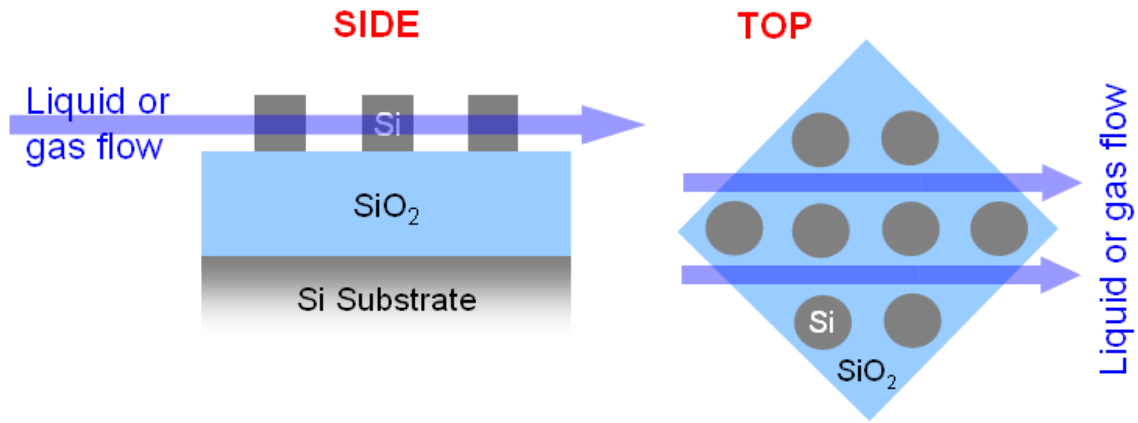 SIDE
TOP
Liquid or
gas flow
Si
SiO₂
Si Substrate
Si
SiO₂
Liquid or gas flow